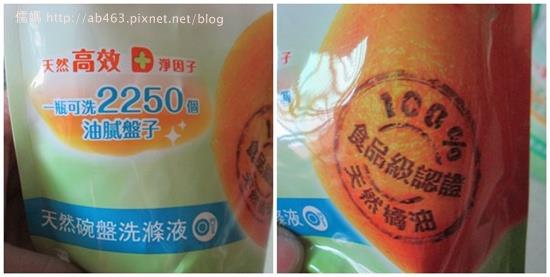 儒媽 http://ab463.pixnet.net/blog
天然高效淨因子
一瓶可洗2250個
油膩盤子
天然碗盤洗滌液
100%
食品級認證
天然橘油
滌液